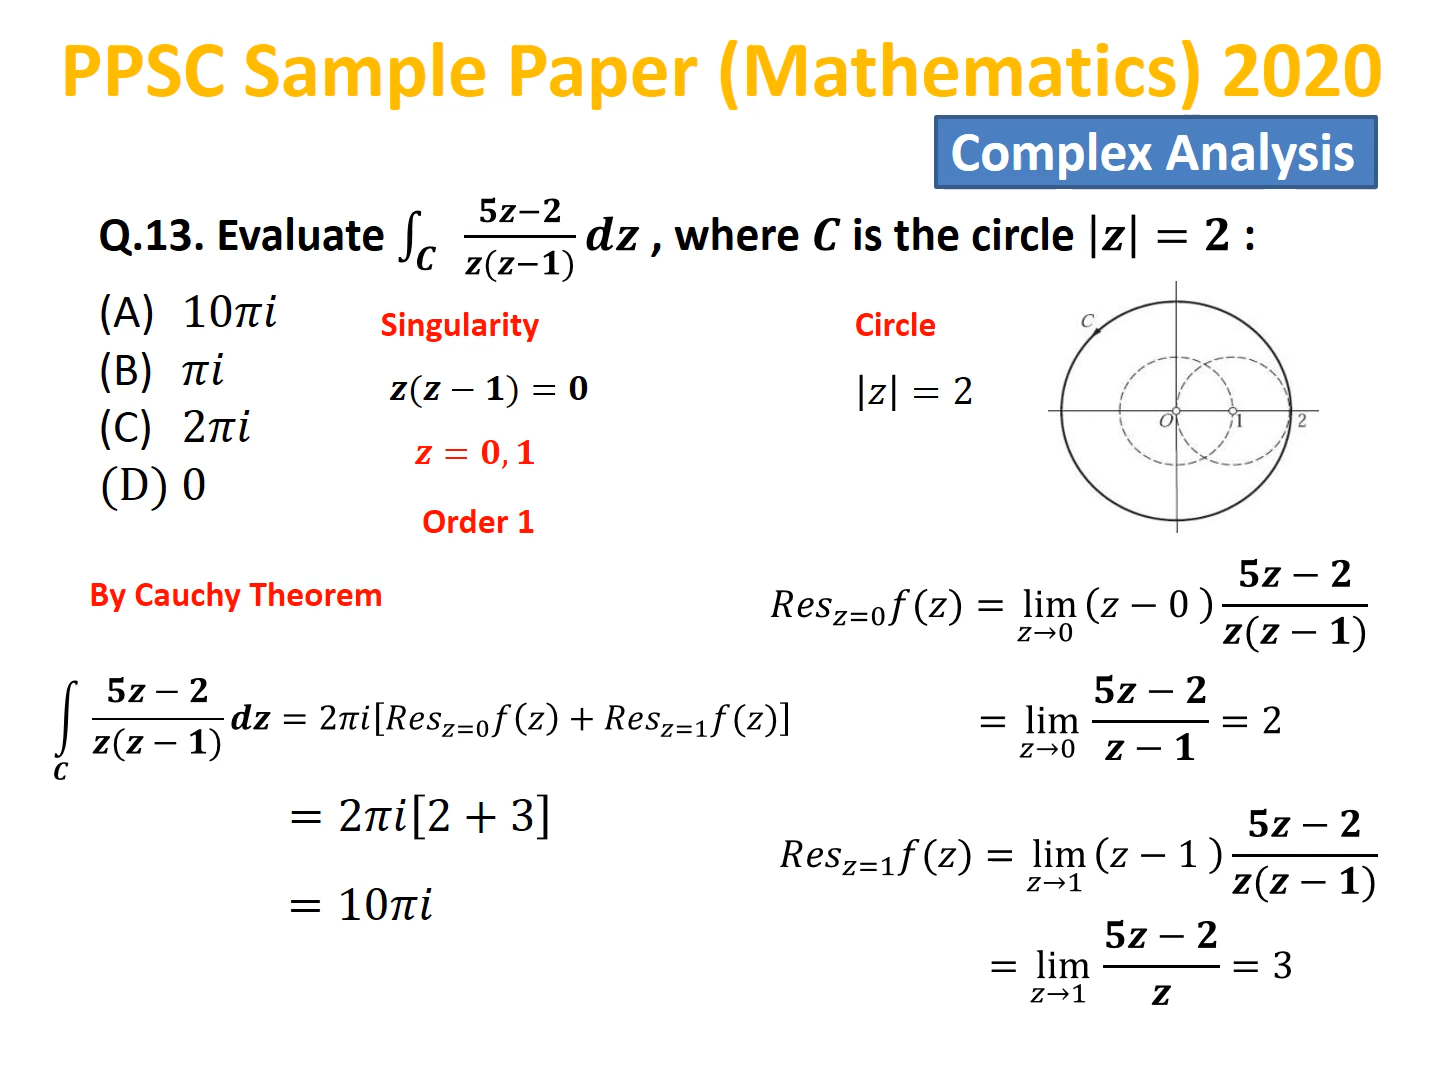 PPSC Sample Paper (Mathematics) 2020
Complex Analysis
Q.13. Evaluate ∫_C (5z−2)/(z(z−1)) dz , where C is the circle |z| = 2 :
(A) 10πi
(B) πi
(C) 2πi
(D) 0
Singularity
z(z − 1) = 0
z = 0, 1
Order 1
Circle
|z| = 2
C
O
1
2
By Cauchy Theorem
∫_C (5z − 2)/(z(z − 1)) dz = 2πi[Res_{z=0} f(z) + Res_{z=1} f(z)]
= 2πi[2 + 3]
= 10πi
Res_{z=0} f(z) = lim_{z→0} (z − 0 ) (5z − 2)/(z(z − 1))
= lim_{z→0} (5z − 2)/(z − 1) = 2
Res_{z=1} f(z) = lim_{z→1} (z − 1 ) (5z − 2)/(z(z − 1))
= lim_{z→1} (5z − 2)/z = 3